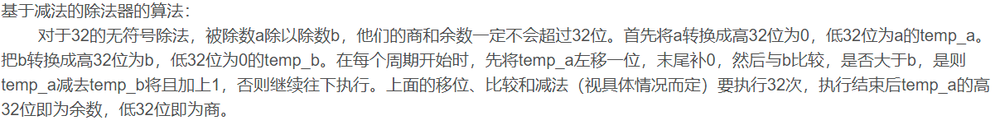 基于减法的除法器的算法：
对于32的无符号除法，被除数a除以除数b，他们的商和余数一定不会超过32位。首先将a转换成高32位为0，低32位为a的temp_a。
把b转换成高32位为b，低32位为0的temp_b。在每个周期开始时，先将temp_a左移一位，末尾补0，然后与b比较，是否大于b，是则
temp_a减去temp_b将且加上1，否则继续往下执行。上面的移位、比较和减法（视具体情况而定）要执行32次，执行结束后temp_a的高
32位即为余数，低32位即为商。